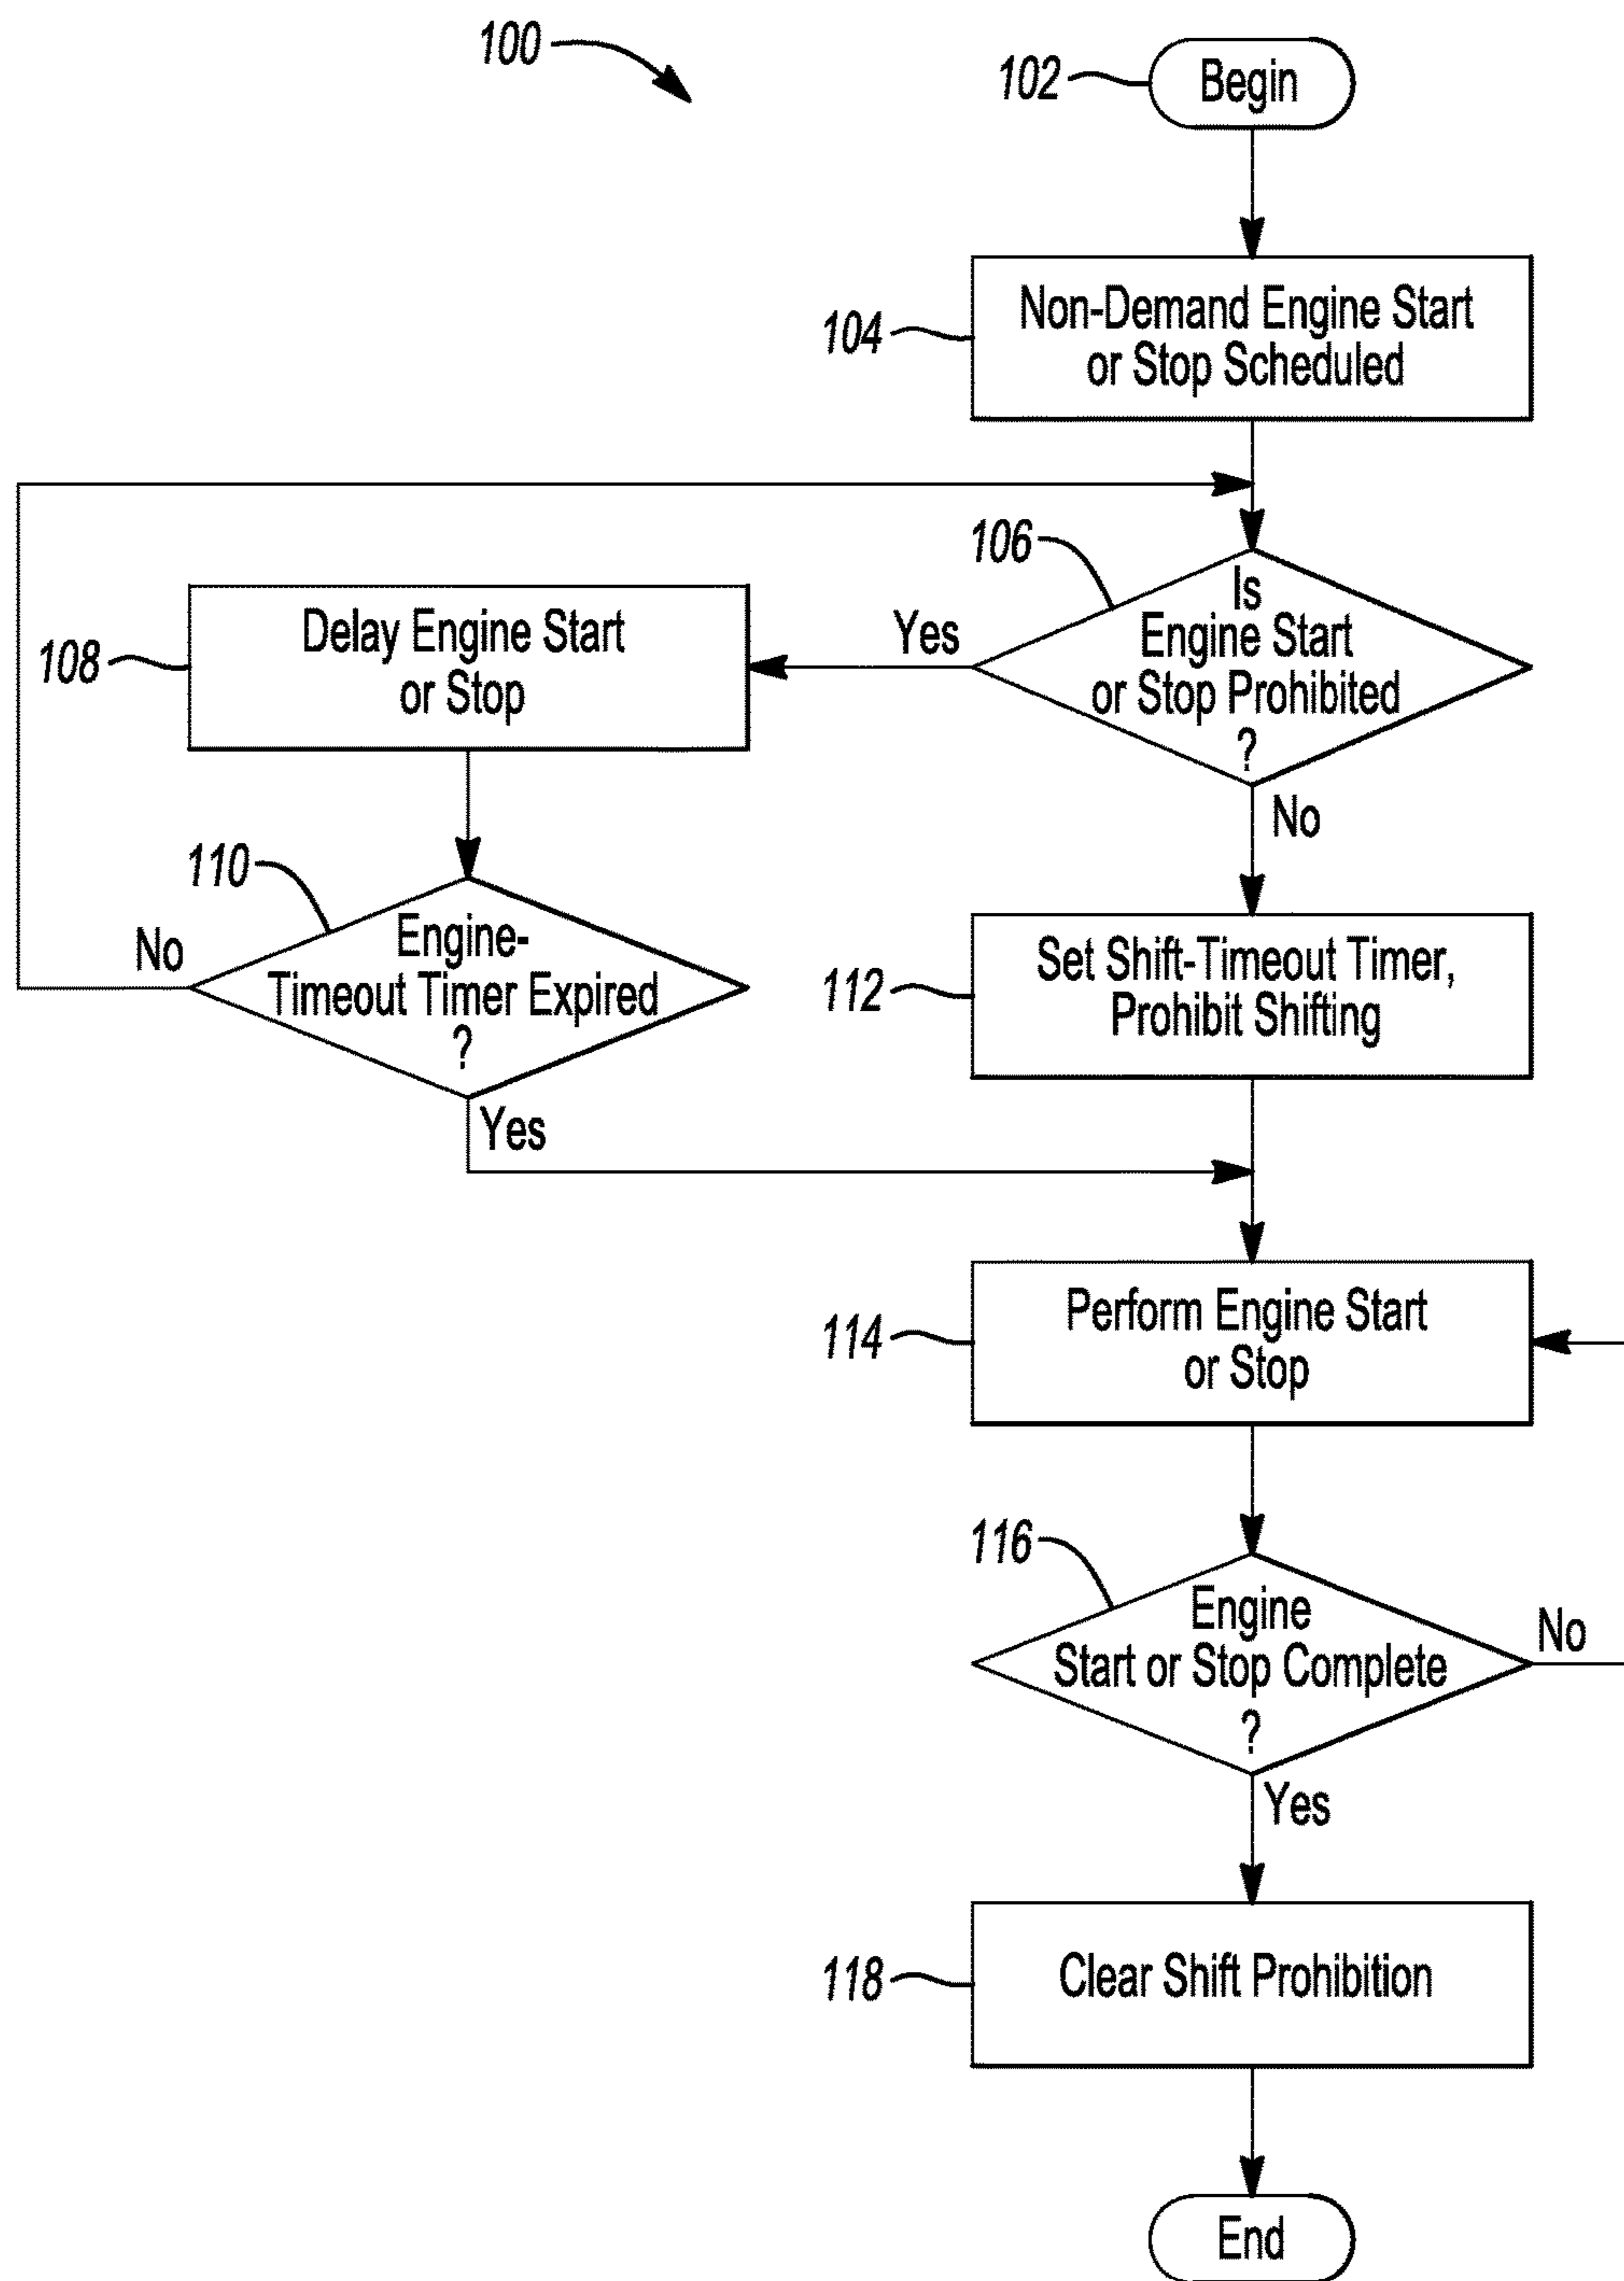 100
102
Begin
104
Non-Demand Engine Start
or Stop Scheduled
106
Is
Engine Start
or Stop Prohibited
?
Yes
No
108
Delay Engine Start
or Stop
110
Engine-
Timeout Timer Expired
?
No
Yes
112
Set Shift-Timeout Timer,
Prohibit Shifting
114
Perform Engine Start
or Stop
116
Engine
Start or Stop Complete
?
No
Yes
118
Clear Shift Prohibition
End